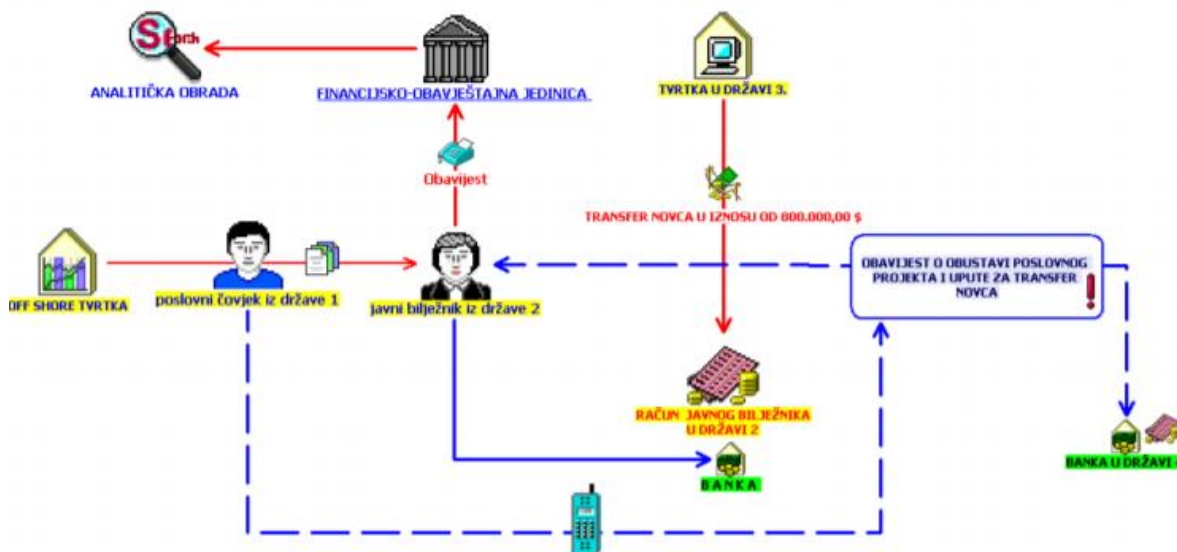 Search
ANALITIČKA OBRADA
FINANCIJSKO-OBAVJEŠTAJNA JEDINICA
TVRTKA U DRŽAVI 3.
Obavijest
TRANSFER NOVCA U IZNOSU OD 800.000,00 $
OFF SHORE TVRTKA
poslovni čovjek iz države 1
javni bilježnik iz države 2
OBAVIJEST O OBUSTAVI POSLOVNOG
PROJEKTA I UPUTE ZA TRANSFER
NOVCA
RAČUN JAVNOG BILJEŽNIKA
U DRŽAVI 2
BANKA
BANKA U DRŽAVI